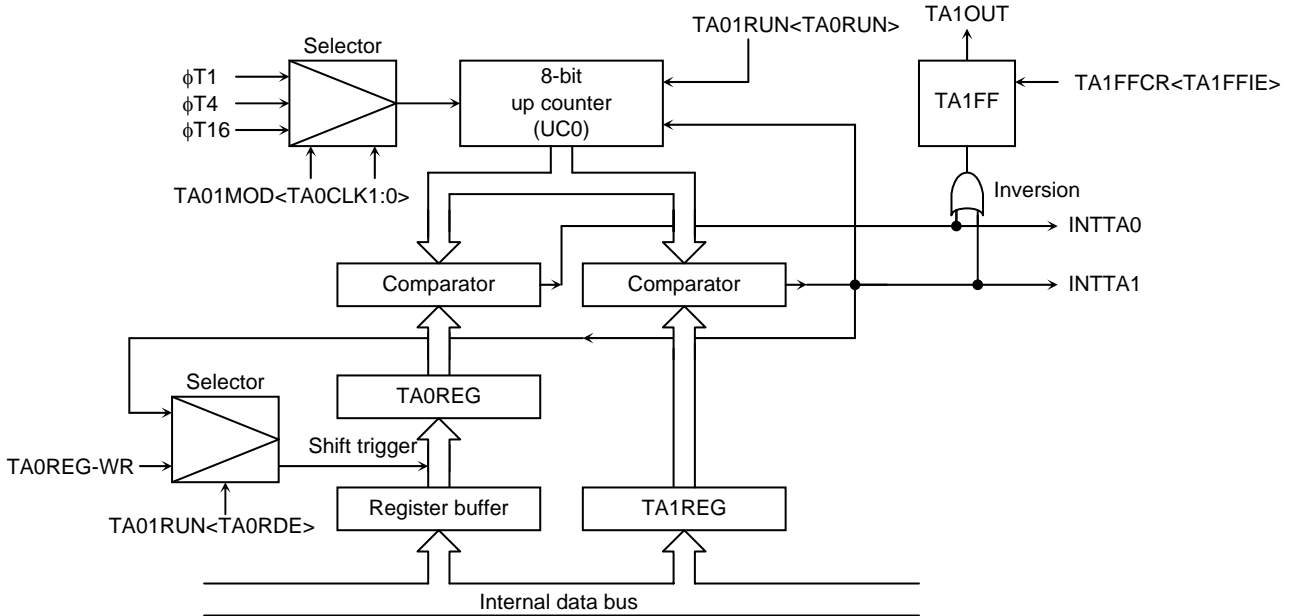 TA1OUT
TA01RUN<TA0RUN>
Selector
8-bit
up counter
(UC0)
ϕT1
ϕT4
ϕT16
TA1FF
TA1FFCR<TA1FFIE>
TA01MOD<TA0CLK1:0>
Inversion
INTTA0
Comparator
Comparator
INTTA1
Selector
TA0REG
Shift trigger
TA0REG-WR
Register buffer
TA1REG
TA01RUN<TA0RDE>
Internal data bus